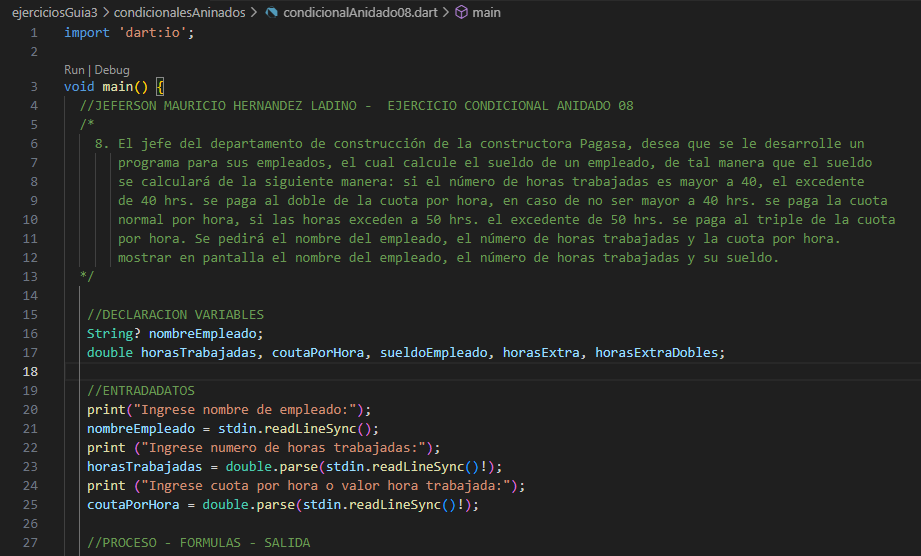 ejerciciosGuia3 > condicionalesAninados > condicionalAnidado08.dart > main
1 import 'dart:io';
2
Run | Debug
3 void main() {
4 //JEFERSON MAURICIO HERNANDEZ LADINO -  EJERCICIO CONDICIONAL ANIDADO 08
5 /*
6 8. El jefe del departamento de construcción de la constructora Pagasa, desea que se le desarrolle un
7 programa para sus empleados, el cual calcule el sueldo de un empleado, de tal manera que el sueldo
8 se calculará de la siguiente manera: si el número de horas trabajadas es mayor a 40, el excedente
9 de 40 hrs. se paga al doble de la cuota por hora, en caso de no ser mayor a 40 hrs. se paga la cuota
10 normal por hora, si las horas exceden a 50 hrs. el excedente de 50 hrs. se paga al triple de la cuota
11 por hora. Se pedirá el nombre del empleado, el número de horas trabajadas y la cuota por hora.
12 mostrar en pantalla el nombre del empleado, el número de horas trabajadas y su sueldo.
13 */
14
15 //DECLARACION VARIABLES
16 String? nombreEmpleado;
17 double horasTrabajadas, coutaPorHora, sueldoEmpleado, horasExtra, horasExtraDobles;
18
19 //ENTRADADATOS
20 print("Ingrese nombre de empleado:");
21 nombreEmpleado = stdin.readLineSync();
22 print ("Ingrese numero de horas trabajadas:");
23 horasTrabajadas = double.parse(stdin.readLineSync()!);
24 print ("Ingrese cuota por hora o valor hora trabajada:");
25 coutaPorHora = double.parse(stdin.readLineSync()!);
26
27 //PROCESO - FORMULAS - SALIDA